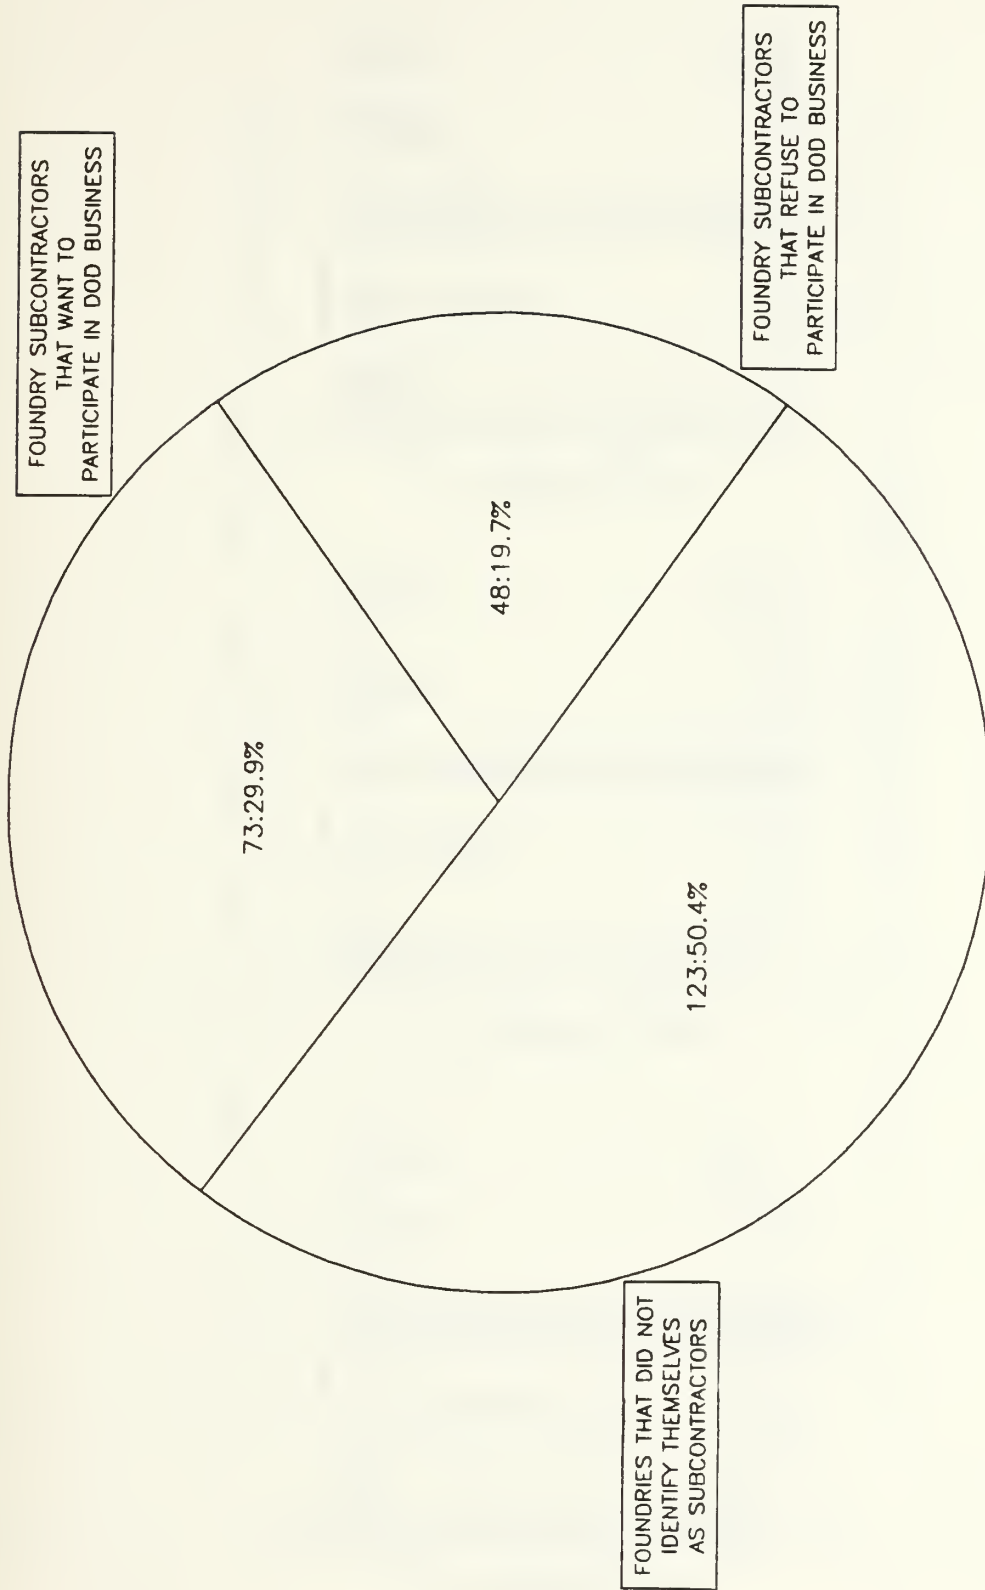 FOUNDRY SUBCONTRACTORS
THAT WANT TO
PARTICIPATE IN DOD BUSINESS
73:29.9%
48:19.7%
FOUNDRY SUBCONTRACTORS
THAT REFUSE TO
PARTICIPATE IN DOD BUSINESS
123:50.4%
FOUNDRIES THAT DID NOT
IDENTIFY THEMSELVES
AS SUBCONTRACTORS